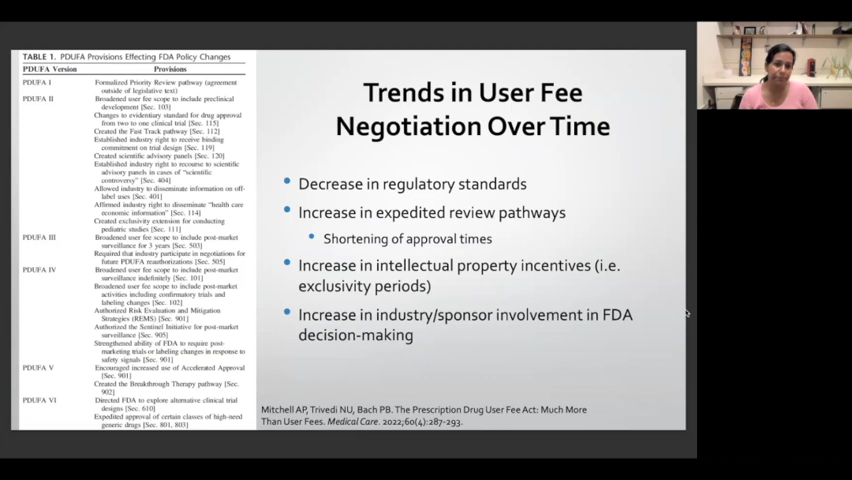 TABLE 1. PDUFA Provisions Effecting FDA Policy Changes
PDUFA Version Provisions
PDUFA I Formalized Priority Review pathway (agreement
outside of legislative text)
PDUFA II Broadened user fee scope to include preclinical
development [Sec. 103]
Changes to evidentiary standard for drug approval
from two to one clinical trial [Sec. 115]
Created the Fast Track pathway [Sec. 112]
Established industry right to receive binding
commitment on trial design [Sec. 119]
Created scientific advisory panels [Sec. 120]
Established industry right to recourse to scientific
advisory panels in cases of "scientific
controversy" [Sec. 404]
Allowed industry to disseminate information on off-
label uses [Sec. 401]
Affirmed industry right to disseminate "health care
economic information" [Sec. 114]
Created exclusivity extension for conducting
pediatric studies [Sec. 111]
PDUFA III Broadened user fee scope to include post-market
surveillance for 3 years [Sec. 503]
Required that industry participate in negotiations for
future PDUFA reauthorizations [Sec. 505]
PDUFA IV Broadened user fee scope to include post-market
surveillance indefinitely [Sec. 101]
Broadened user fee scope to include post-market
activities including confirmatory trials and
labeling changes [Sec. 102]
Authorized Risk Evaluation and Mitigation
Strategies (REMS) [Sec. 901]
Authorized the Sentinel Initiative for post-market
surveillance [Sec. 905]
Strengthened ability of FDA to require post-
marketing trials or labeling changes in response to
safety signals [Sec. 901]
PDUFA V Encouraged increased use of Accelerated Approval
[Sec. 901]
Created the Breakthrough Therapy pathway [Sec.
902]
PDUFA VI Directed FDA to explore alternative clinical trial
designs [Sec. 610]
Expedited approval of certain classes of high-need
generic drugs [Sec. 801, 803]
Trends in User Fee
Negotiation Over Time
• Decrease in regulatory standards
• Increase in expedited review pathways
• Shortening of approval times
• Increase in intellectual property incentives (i.e.
exclusivity periods)
• Increase in industry/sponsor involvement in FDA
decision-making
Mitchell AP, Trivedi NU, Bach PB. The Prescription Drug User Fee Act: Much More
Than User Fees. Medical Care. 2022;60(4):287-293.